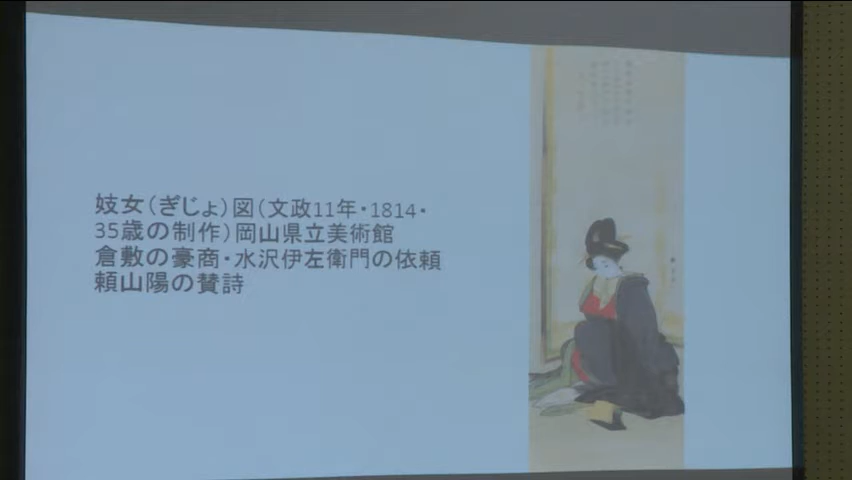 妓女（ぎじょ）図（文政11年・1814・
35歳の制作）岡山県立美術館
倉敷の豪商・水沢伊左衛門の依頼
頼山陽の賛詩